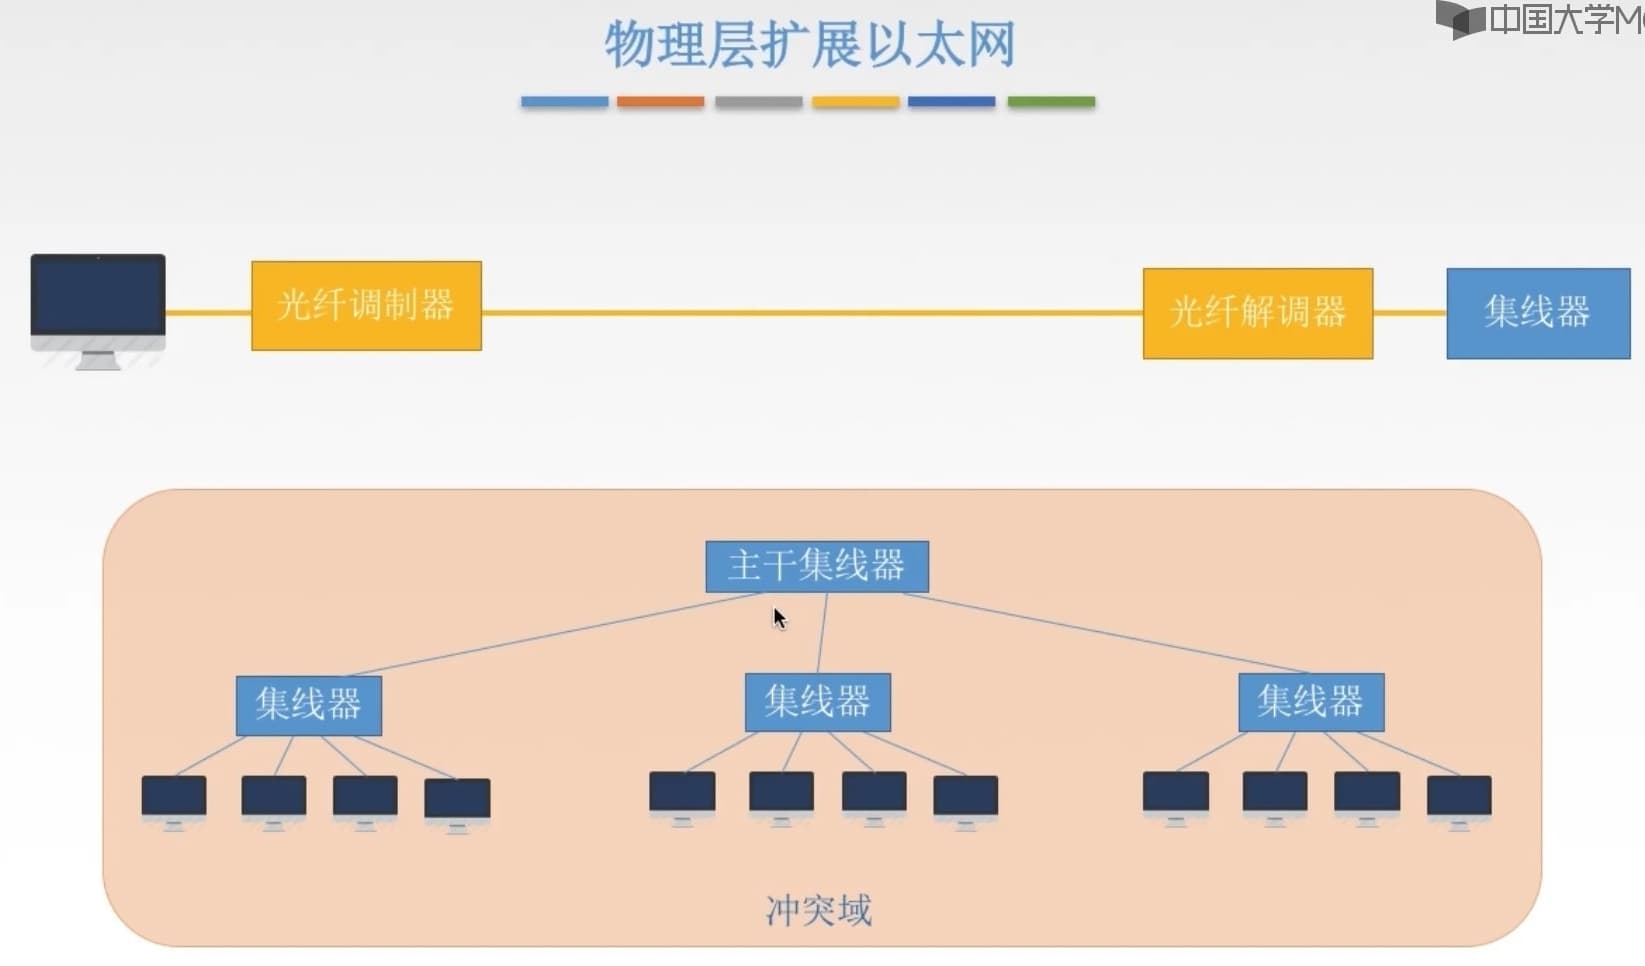 中国大学M
物理层扩展以太网
光纤调制器
光纤解调器
集线器
主干集线器
集线器
集线器
集线器
冲突域